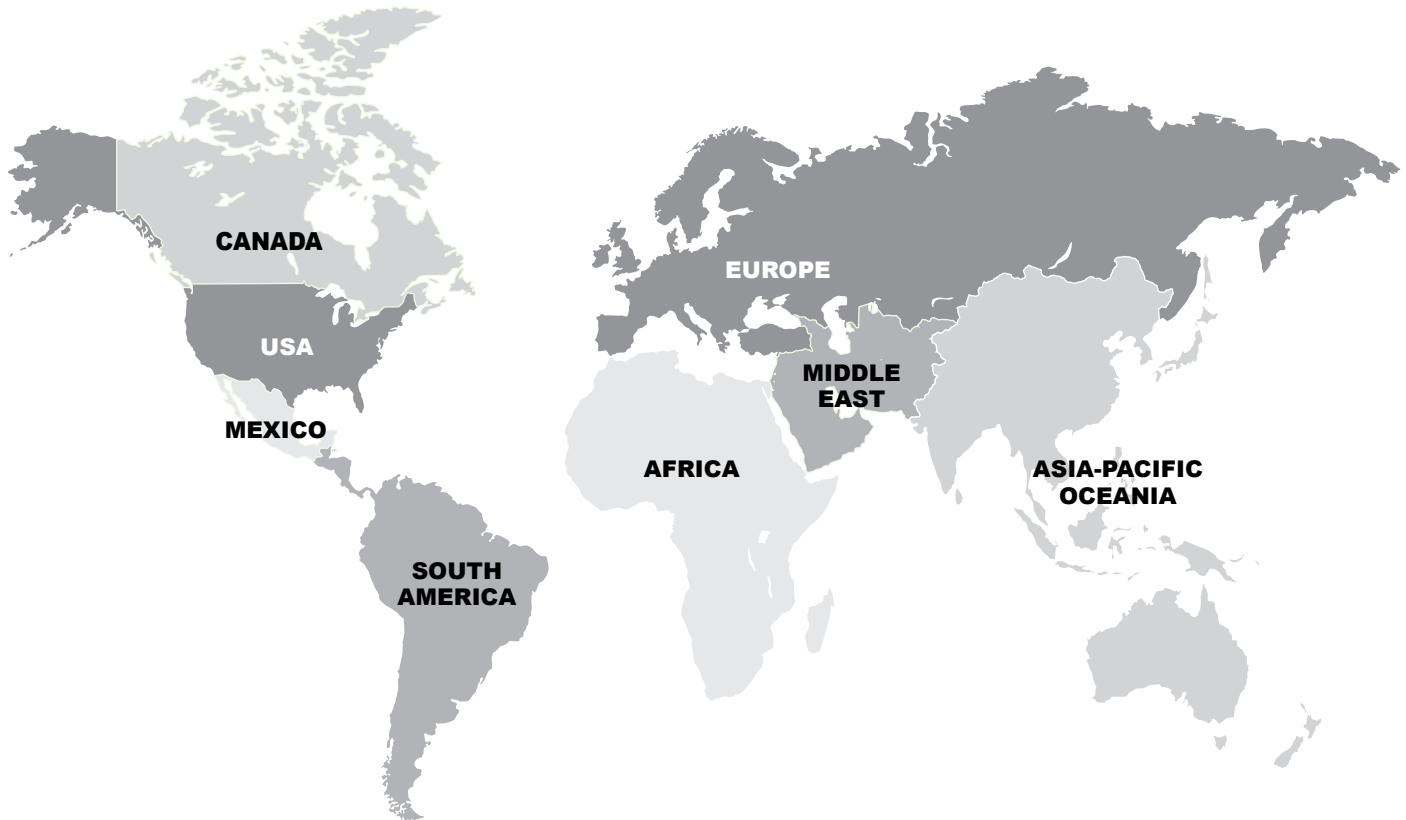 CANADA
EUROPE
USA
MIDDLE
EAST
MEXICO
AFRICA
ASIA-PACIFIC
OCEANIA
SOUTH
AMERICA